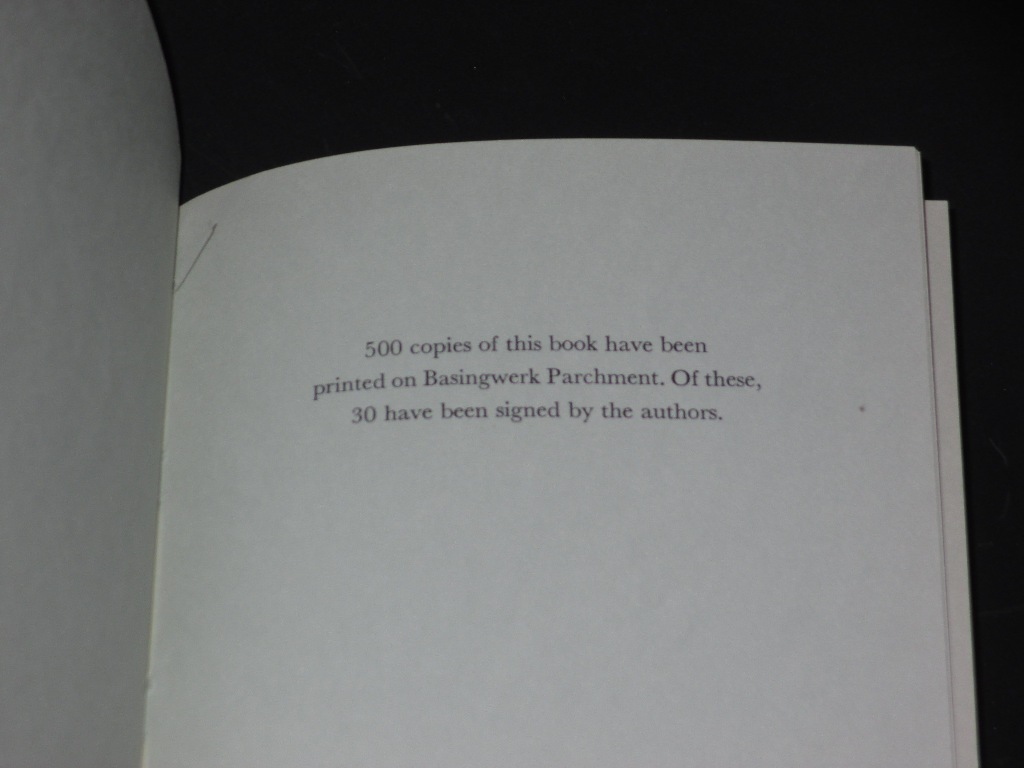 500 copies of this book have been
printed on Basingwerk Parchment. Of these,
30 have been signed by the authors.